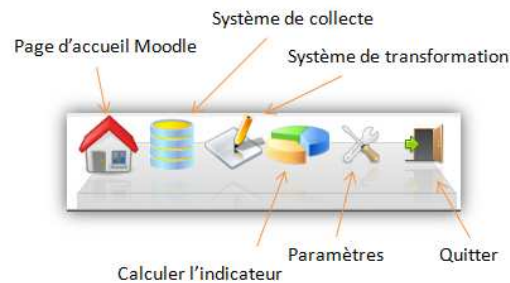 Système de collecte
Page d’accueil Moodle
Système de transformation
Calculer l’indicateur
Paramètres
Quitter